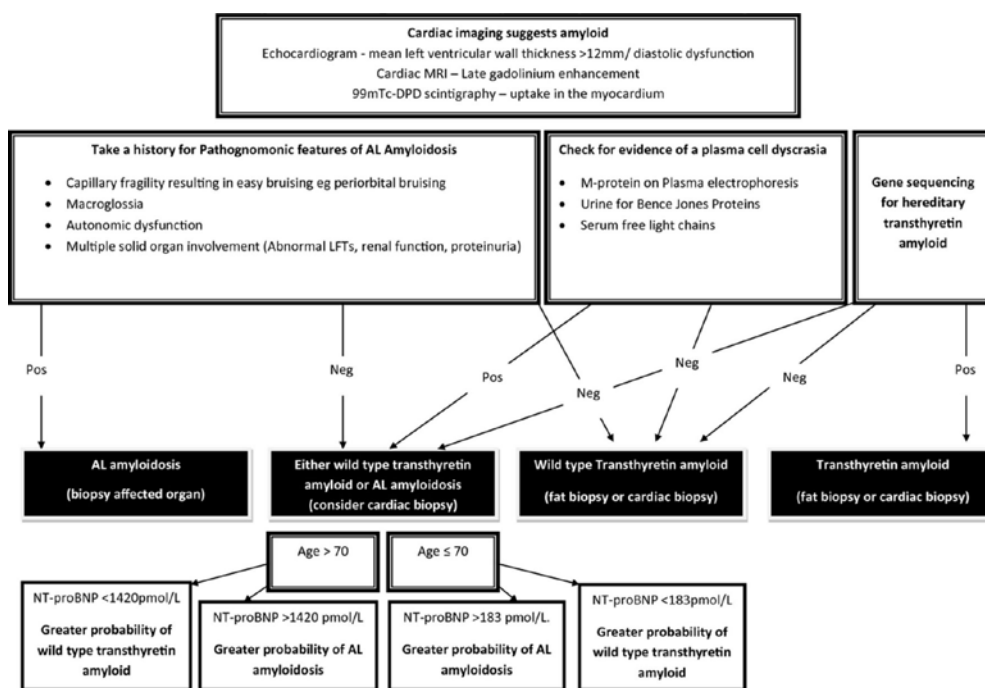 Cardiac imaging suggests amyloid
Echocardiogram - mean left ventricular wall thickness >12mm/ diastolic dysfunction
Cardiac MRI – Late gadolinium enhancement
99mTc-DPD scintigraphy – uptake in the myocardium
Take a history for Pathognomonic features of AL Amyloidosis
• Capillary fragility resulting in easy bruising eg periorbital bruising
• Macroglossia
• Autonomic dysfunction
• Multiple solid organ involvement (Abnormal LFTs, renal function, proteinuria)
Check for evidence of a plasma cell dyscrasia
• M-protein on Plasma electrophoresis
• Urine for Bence Jones Proteins
• Serum free light chains
Gene sequencing
for hereditary
transthyretin
amyloid
Pos
Neg
Pos
Neg
Neg
Neg
Pos
AL amyloidosis
(biopsy affected organ)
Either wild type transthyretin
amyloid or AL amyloidosis
(consider cardiac biopsy)
Wild type Transthyretin amyloid
(fat biopsy or cardiac biopsy)
Transthyretin amyloid
(fat biopsy or cardiac biopsy)
Age > 70
Age ≤ 70
NT-proBNP <1420pmol/L
Greater probability of
wild type transthyretin
amyloid
NT-proBNP >1420 pmol/L
Greater probability of AL
amyloidosis
NT-proBNP >183 pmol/L.
Greater probability of AL
amyloidosis
NT-proBNP <183pmol/L
Greater probability of
wild type transthyretin
amyloid